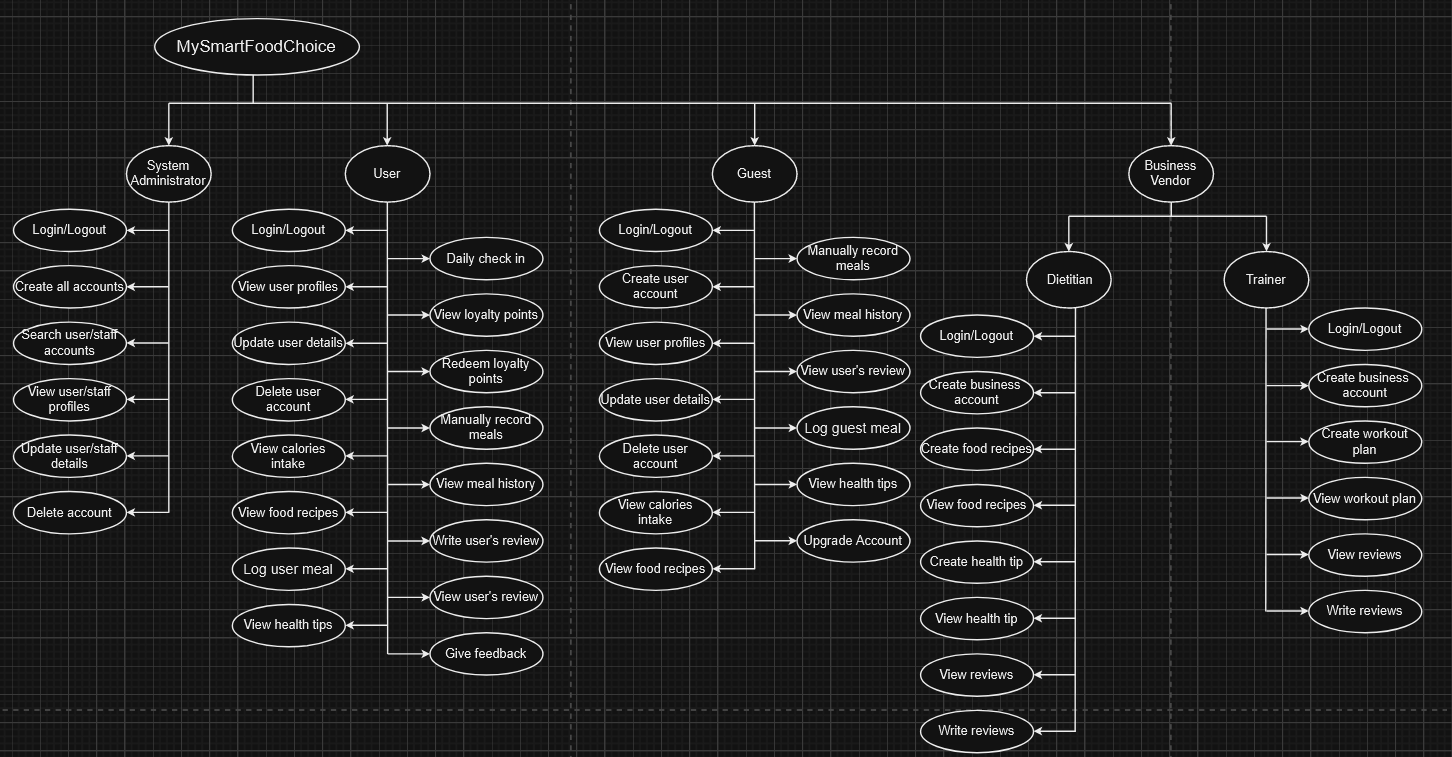 MySmartFoodChoice
System
Administrator
Login/Logout
Create all accounts
Search user/staff
accounts
View user/staff
profiles
Update user/staff
details
Delete account
User
Login/Logout
View user profiles
Update user details
Delete user
account
View calories
intake
View food recipes
Log user meal
View health tips
Daily check in
View loyalty points
Redeem loyalty
points
Manually record
meals
View meal history
Write user's review
View user's review
Give feedback
Guest
Login/Logout
Create user
account
View user profiles
Update user details
Delete user
account
View calories
intake
View food recipes
Manually record
meals
View meal history
View user's review
Log guest meal
View health tips
Upgrade Account
Business
Vendor
Dietitian
Login/Logout
Create business
account
Create food recipes
View food recipes
Create health tip
View health tip
View reviews
Write reviews
Trainer
Login/Logout
Create business
account
Create workout
plan
View workout plan
View reviews
Write reviews